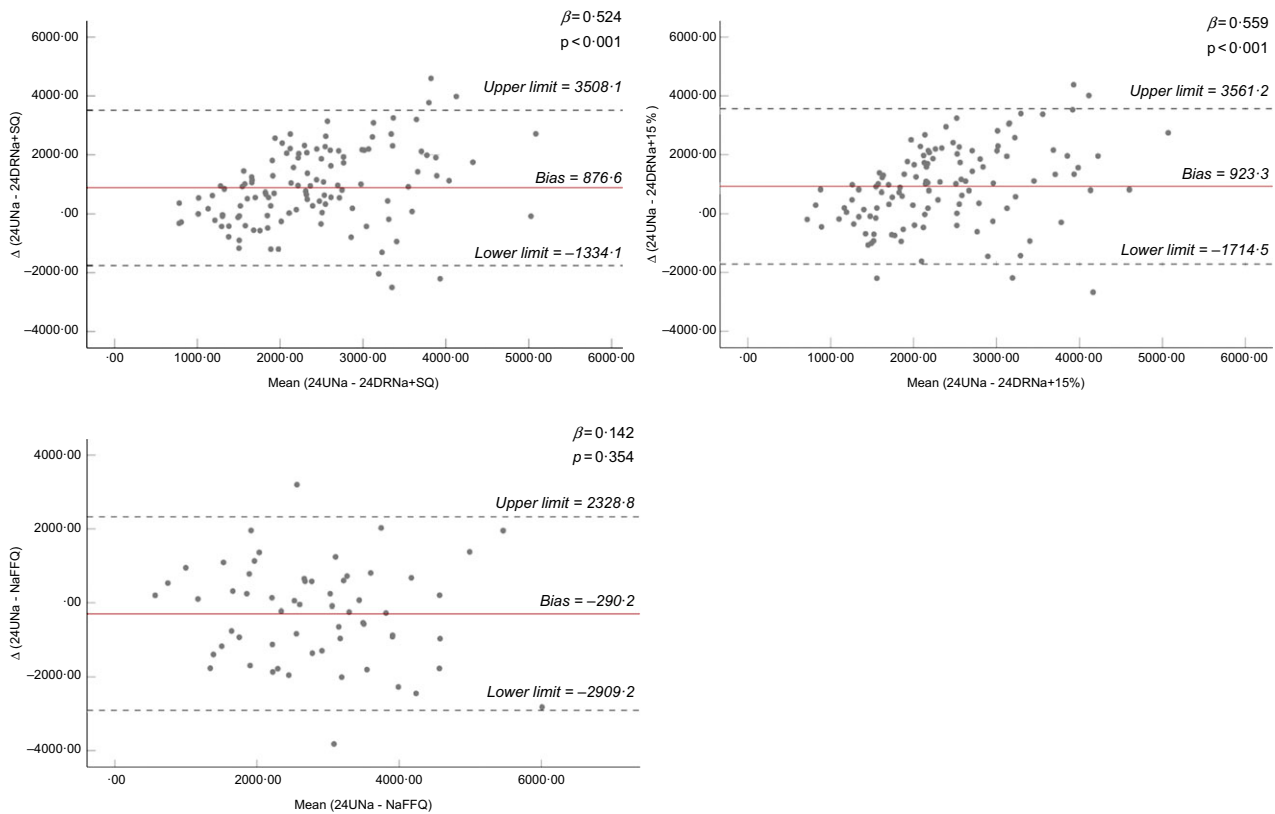 β=0·524
p<0·001
6000·00
4000·00
2000·00
·00
–2000·00
–4000·00
Upper limit = 3508·1
Bias = 876·6
Lower limit = –1334·1
Δ (24UNa - 24DRNa+SQ)
·00 1000·00 2000·00 3000·00 4000·00 5000·00 6000·00
Mean (24UNa - 24DRNa+SQ)
β=0·559
p<0·001
6000·00
4000·00
2000·00
·00
–2000·00
–4000·00
Upper limit = 3561·2
Bias = 923·3
Lower limit = –1714·5
Δ (24UNa - 24DRNa+15% )
·00 1000·00 2000·00 3000·00 4000·00 5000·00 6000·00
Mean (24UNa - 24DRNa+15%)
β=0·142
p=0·354
4000·00
2000·00
·00
–2000·00
–4000·00
Upper limit = 2328·8
Bias = –290·2
Lower limit = –2909·2
Δ (24UNa - NaFFQ)
·00 2000·00 4000·00 6000·00
Mean (24UNa - NaFFQ)